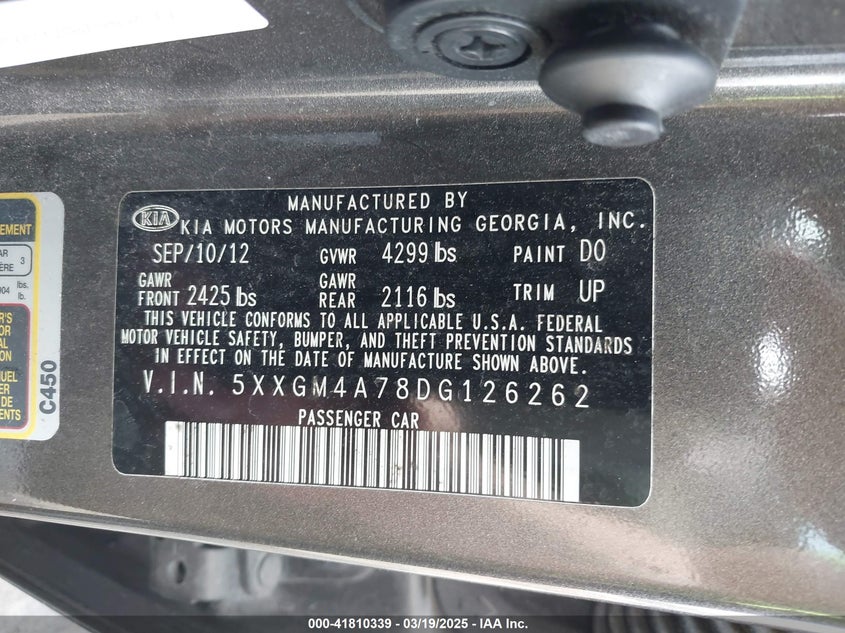 MANUFACTURED BY
KIA KIA MOTORS MANUFACTURING GEORGIA, INC.
SEP/10/12 GVWR 4299 lbs PAINT D0
GAWR FRONT 2425 lbs GAWR REAR 2116 lbs TRIM UP
THIS VEHICLE CONFORMS TO ALL APPLICABLE U.S.A. FEDERAL
MOTOR VEHICLE SAFETY, BUMPER, AND THEFT PREVENTION STANDARDS
IN EFFECT ON THE DATE OF MANUFACTURE SHOWN ABOVE.
V.I.N. 5XXGM4A78DG126262
PASSENGER CAR
C450
3
lbs.
lb.
000-41810339 - 03/19/2025 - IAA Inc.